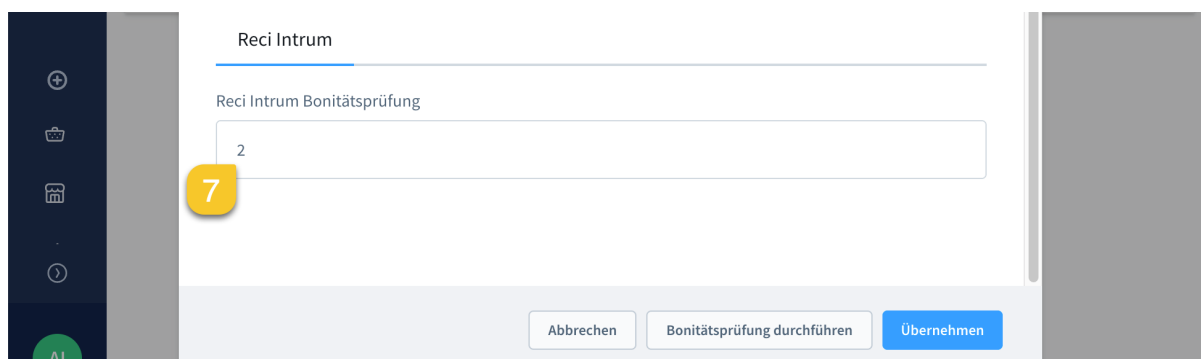 Reci Intrum
Reci Intrum Bonitätsprüfung
2
7
Abbrechen Bonitätsprüfung durchführen Übernehmen